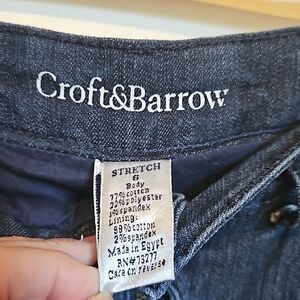 Croft&Barrow
STRETCH
6
Body
77%cotton
22%polyester
1%spandex
Lining:
98%cotton
2%spandex
Made in Egypt
RN#73277
Care on reverse